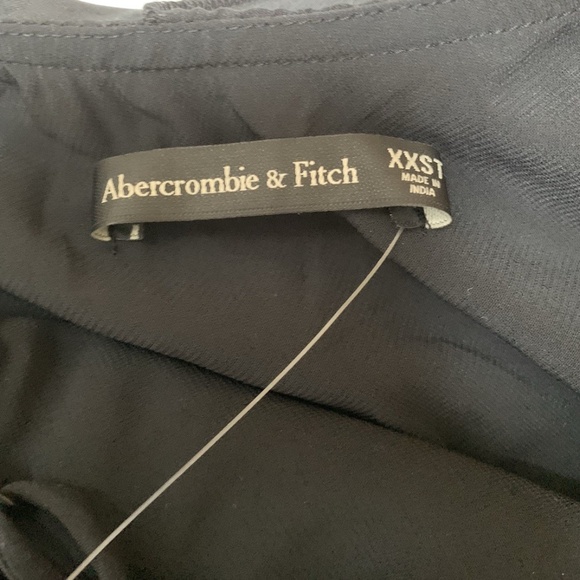 Abercrombie & Fitch
XXST
MADE IN
INDIA